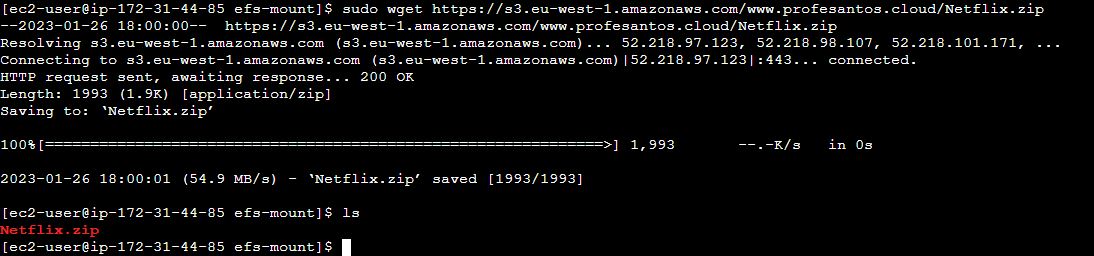 [ec2-user@ip-172-31-44-85 efs-mount]$ sudo wget https://s3.eu-west-1.amazonaws.com/www.profesantos.cloud/Netflix.zip
--2023-01-26 18:00:00--  https://s3.eu-west-1.amazonaws.com/www.profesantos.cloud/Netflix.zip
Resolving s3.eu-west-1.amazonaws.com (s3.eu-west-1.amazonaws.com)... 52.218.97.123, 52.218.98.107, 52.218.101.171, ...
Connecting to s3.eu-west-1.amazonaws.com (s3.eu-west-1.amazonaws.com)|52.218.97.123|:443... connected.
HTTP request sent, awaiting response... 200 OK
Length: 1993 (1.9K) [application/zip]
Saving to: ‘Netflix.zip’
100%[==============================================================>] 1,993       --.-K/s   in 0s
2023-01-26 18:00:01 (54.9 MB/s) - ‘Netflix.zip’ saved [1993/1993]
[ec2-user@ip-172-31-44-85 efs-mount]$ ls
Netflix.zip
[ec2-user@ip-172-31-44-85 efs-mount]$